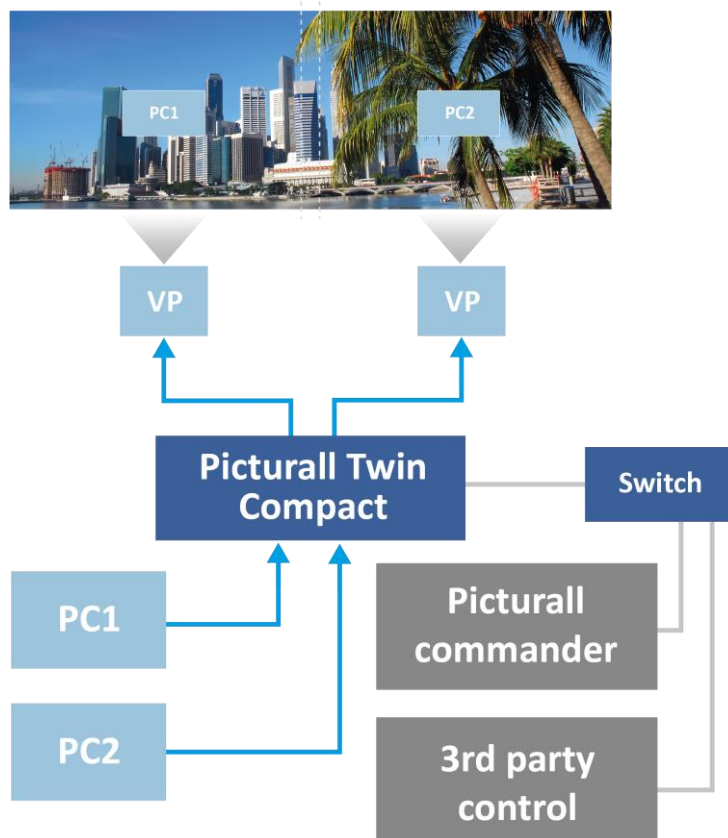 PC1
PC2
VP
VP
Picturall Twin
Compact
Switch
PC1
Picturall
commander
PC2
3rd party
control